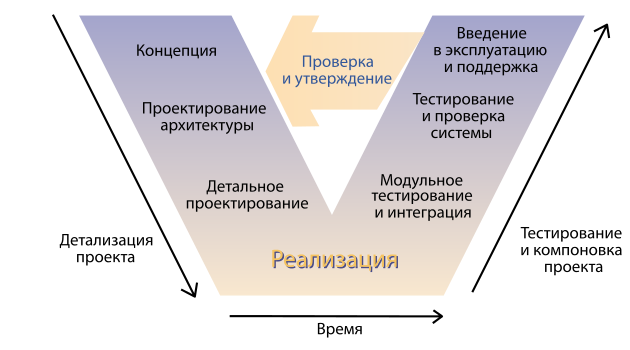 Концепция
Проектирование
архитектуры
Детальное
проектирование
Реализация
Проверка
и утверждение
Введение
в эксплуатацию
и поддержка
Тестирование
и проверка
системы
Модульное
тестирование
и интеграция
Детализация
проекта
Тестирование
и компоновка
проекта
Время